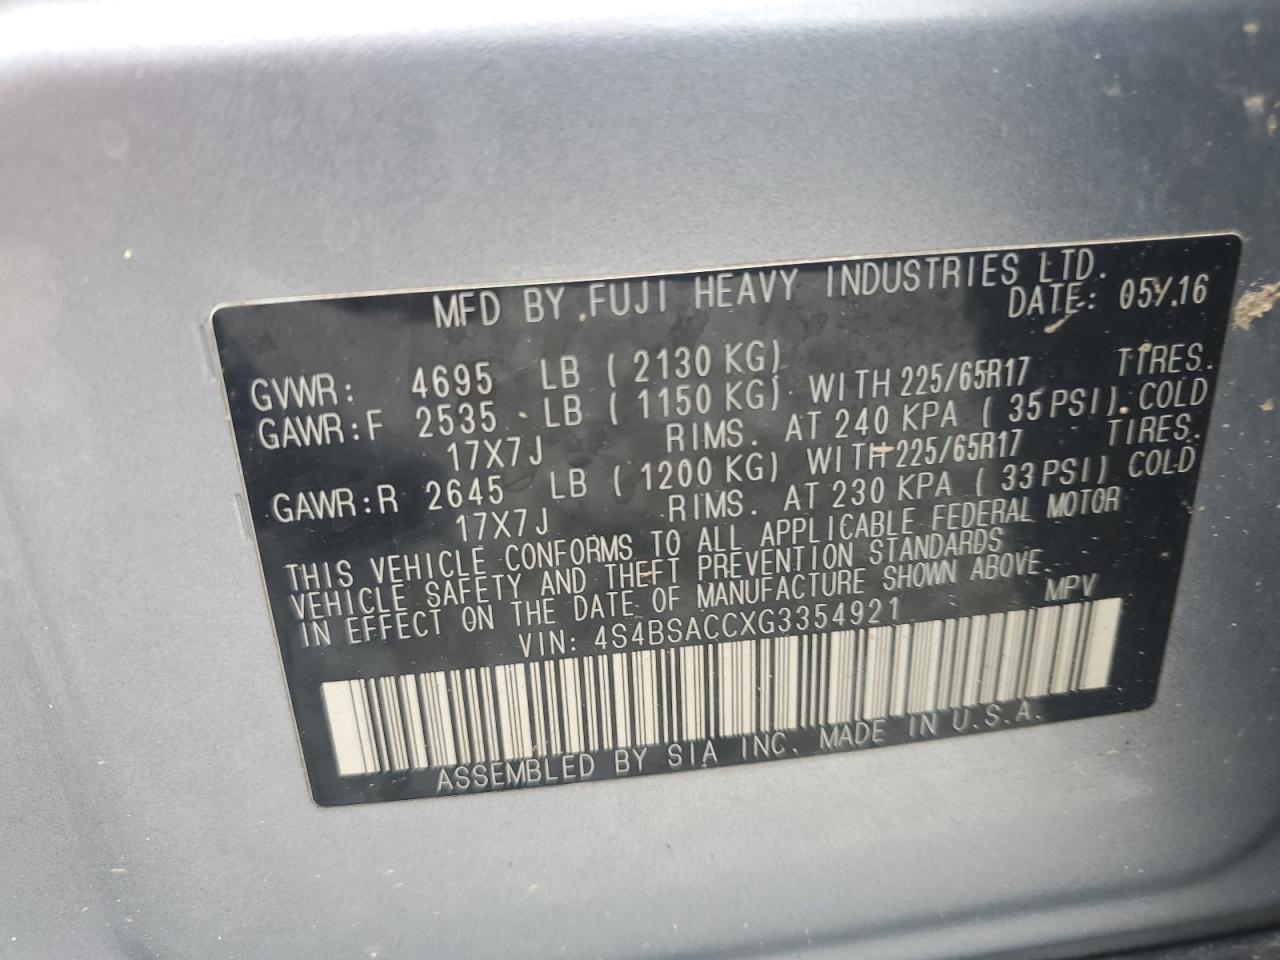 MFD BY FUJI HEAVY INDUSTRIES LTD.
DATE: 05/16
GVWR: 4695 LB ( 2130 KG)
GAWR:F 2535 LB ( 1150 KG) WITH 225/65R17 TIRES.
17X7J RIMS. AT 240 KPA ( 35 PSI). COLD
GAWR:R 2645 LB ( 1200 KG) WITH 225/65R17 TIRES.
17X7J RIMS. AT 230 KPA ( 33 PSI) COLD
THIS VEHICLE CONFORMS TO ALL APPLICABLE FEDERAL MOTOR
VEHICLE SAFETY AND THEFT PREVENTION STANDARDS
IN EFFECT ON THE DATE OF MANUFACTURE SHOWN ABOVE.
VIN: 4S4BSACCXG3354921 MPV
ASSEMBLED BY SIA INC. MADE IN U.S.A.